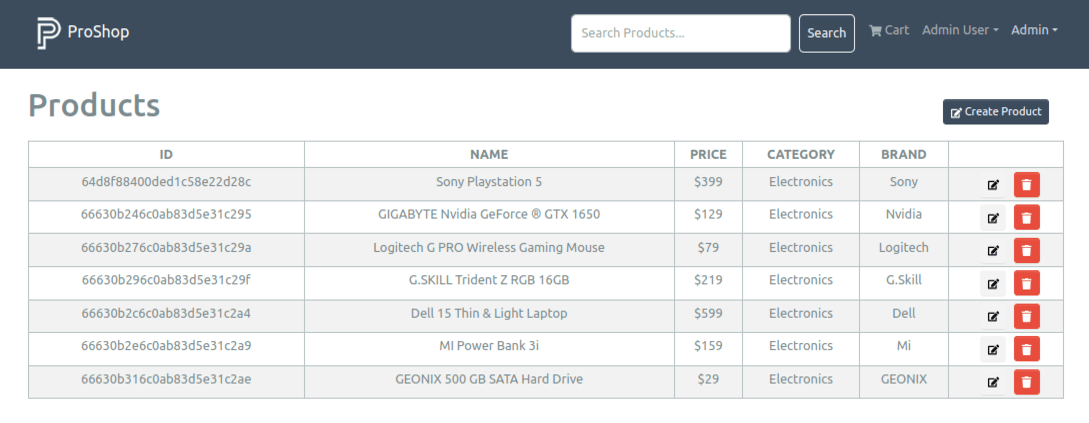 ProShop
Search Products...
Search
Cart
Admin User
Admin
Products
Create Product
ID NAME PRICE CATEGORY BRAND
64d8f88400ded1c58e22d28c Sony Playstation 5 $399 Electronics Sony
66630b246c0ab83d5e31c295 GIGABYTE Nvidia GeForce ® GTX 1650 $129 Electronics Nvidia
66630b276c0ab83d5e31c29a Logitech G PRO Wireless Gaming Mouse $79 Electronics Logitech
66630b296c0ab83d5e31c29f G.SKILL Trident Z RGB 16GB $219 Electronics G.Skill
66630b2c6c0ab83d5e31c2a4 Dell 15 Thin & Light Laptop $599 Electronics Dell
66630b2e6c0ab83d5e31c2a9 MI Power Bank 3i $159 Electronics Mi
66630b316c0ab83d5e31c2ae GEONIX 500 GB SATA Hard Drive $29 Electronics GEONIX